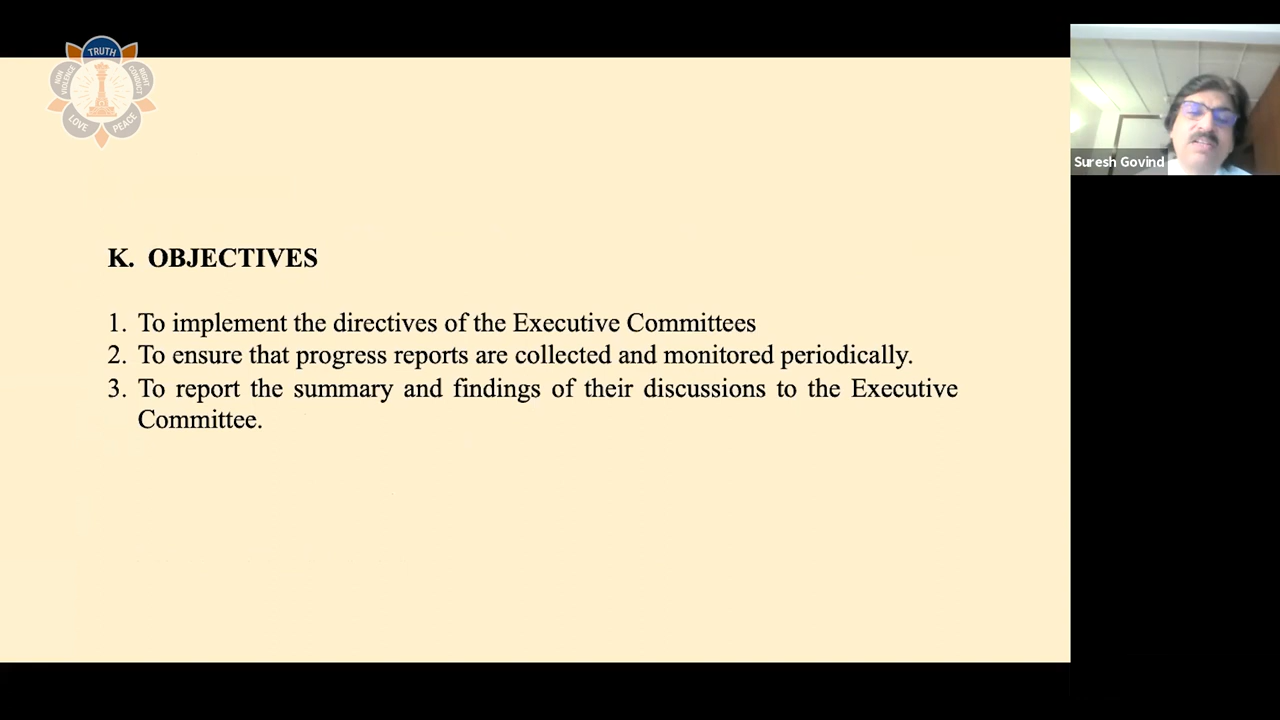 TRUTH
NON VIOLENCE
RIGHT CONDUCT
LOVE
PEACE
Suresh Govind
K. OBJECTIVES
1. To implement the directives of the Executive Committees
2. To ensure that progress reports are collected and monitored periodically.
3. To report the summary and findings of their discussions to the Executive
Committee.